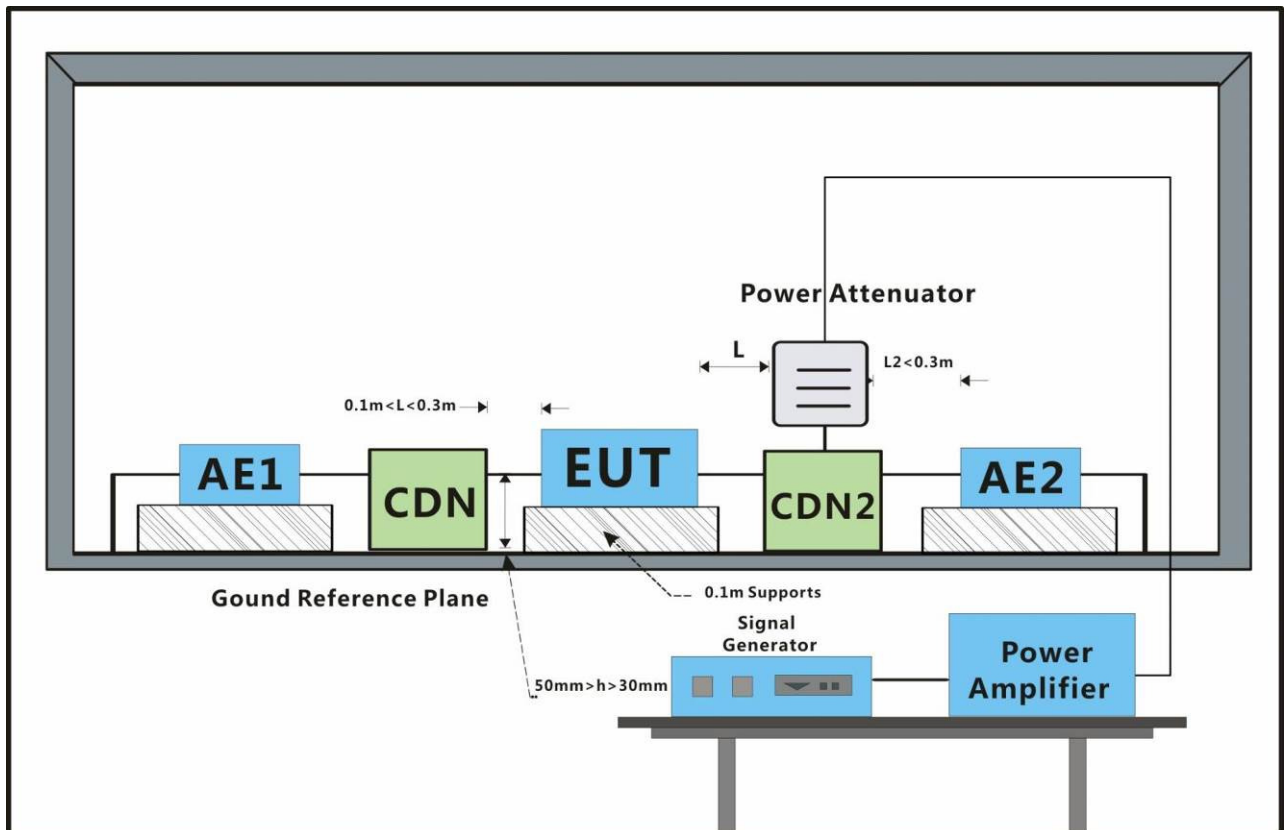 Power Attenuator
L
L2<0.3m
0.1m<L<0.3m
AE1
CDN
EUT
CDN2
AE2
Gound Reference Plane
0.1m Supports
Signal
Generator
50mm>h>30mm
Power
Amplifier